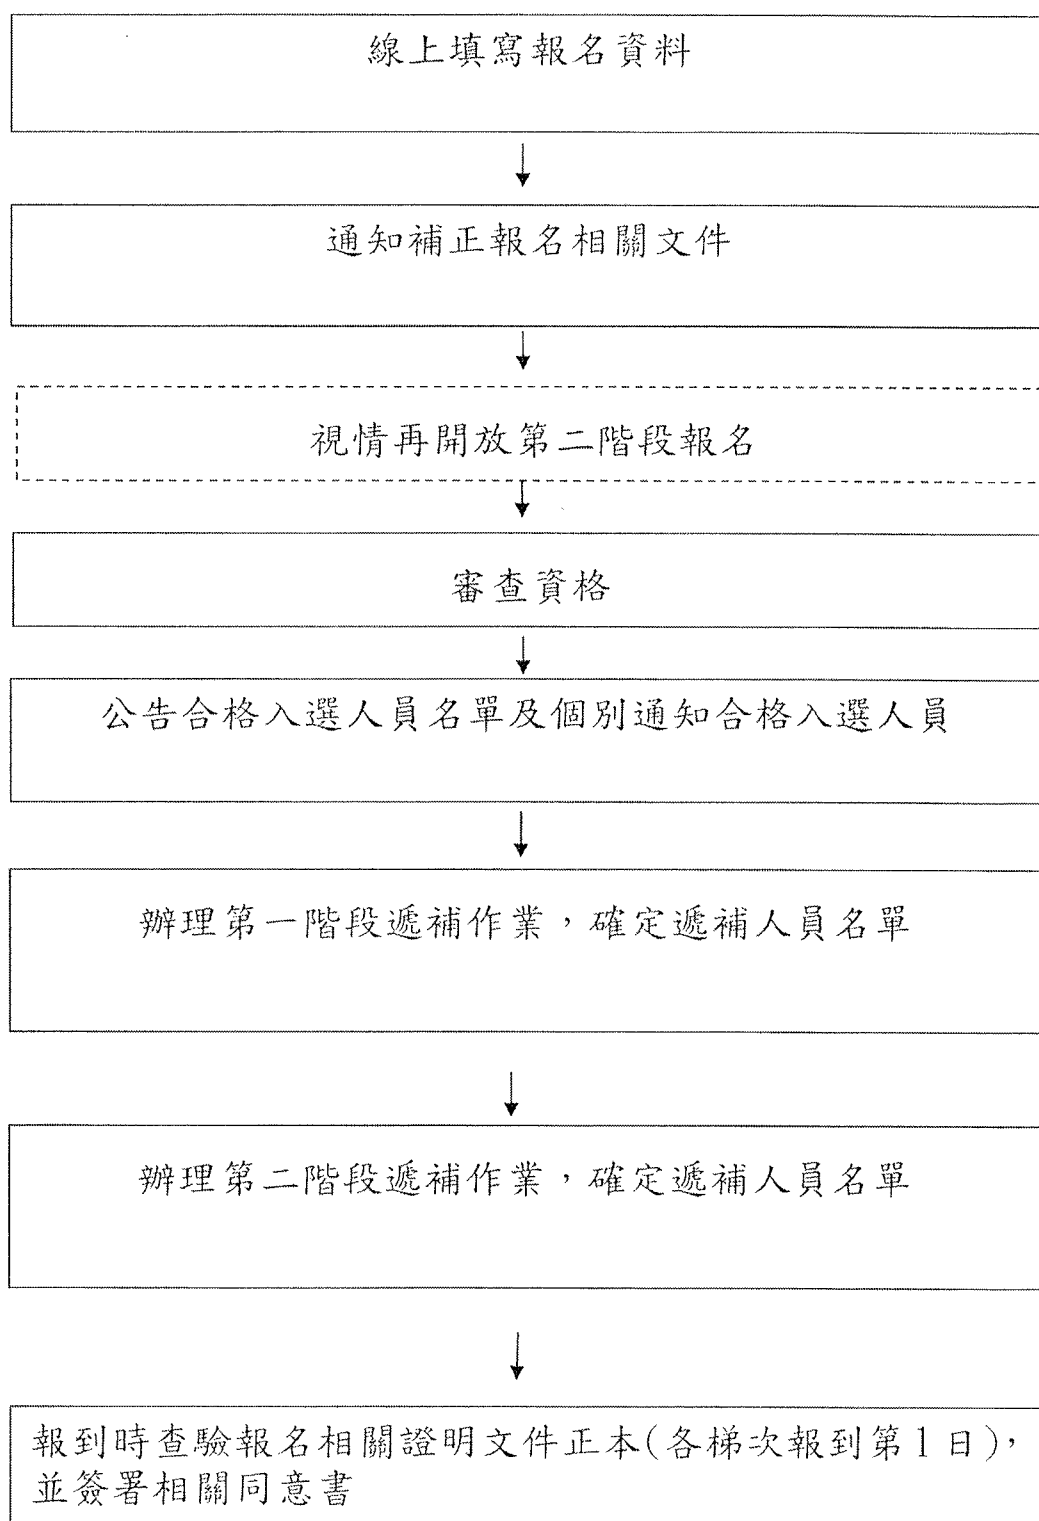 線上填寫報名資料
通知補正報名相關文件
視情再開放第二階段報名
審查資格
公告合格入選人員名單及個別通知合格入選人員
辦理第一階段遞補作業，確定遞補人員名單
辦理第二階段遞補作業，確定遞補人員名單
報到時查驗報名相關證明文件正本(各梯次報到第1日)，
並簽署相關同意書